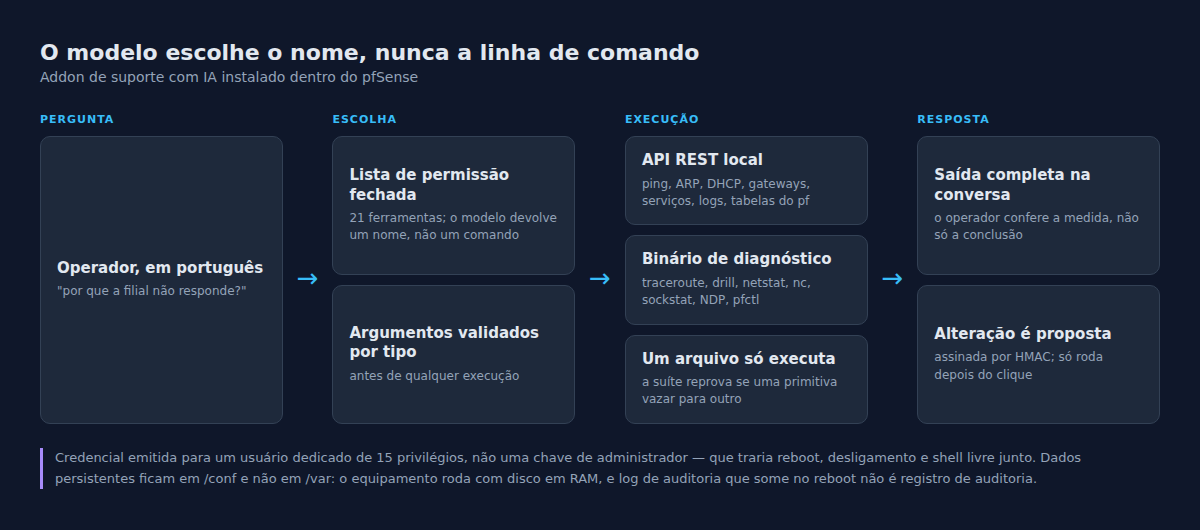 O modelo escolhe o nome, nunca a linha de comando
Addon de suporte com IA instalado dentro do pfSense
PERGUNTA
Operador, em português
"por que a filial não responde?"
→
ESCOLHA
Lista de permissão
fechada
21 ferramentas; o modelo devolve
um nome, não um comando
Argumentos validados
por tipo
antes de qualquer execução
→
EXECUÇÃO
API REST local
ping, ARP, DHCP, gateways,
serviços, logs, tabelas do pf
Binário de diagnóstico
traceroute, drill, netstat, nc,
sockstat, NDP, pfctl
Um arquivo só executa
a suíte reprova se uma primitiva
vazar para outro
→
RESPOSTA
Saída completa na
conversa
o operador confere a medida, não
só a conclusão
Alteração é proposta
assinada por HMAC; só roda
depois do clique
Credencial emitida para um usuário dedicado de 15 privilégios, não uma chave de administrador — que traria reboot, desligamento e shell livre junto. Dados
persistentes ficam em /conf e não em /var: o equipamento roda com disco em RAM, e log de auditoria que some no reboot não é registro de auditoria.